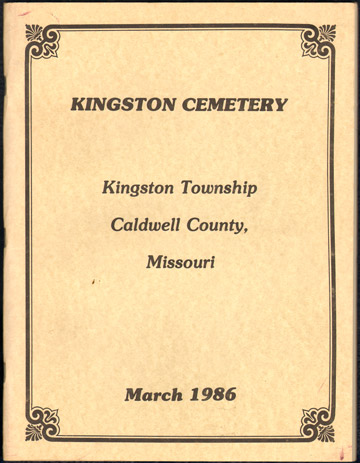 KINGSTON CEMETERY
Kingston Township
Caldwell County,
Missouri
March 1986